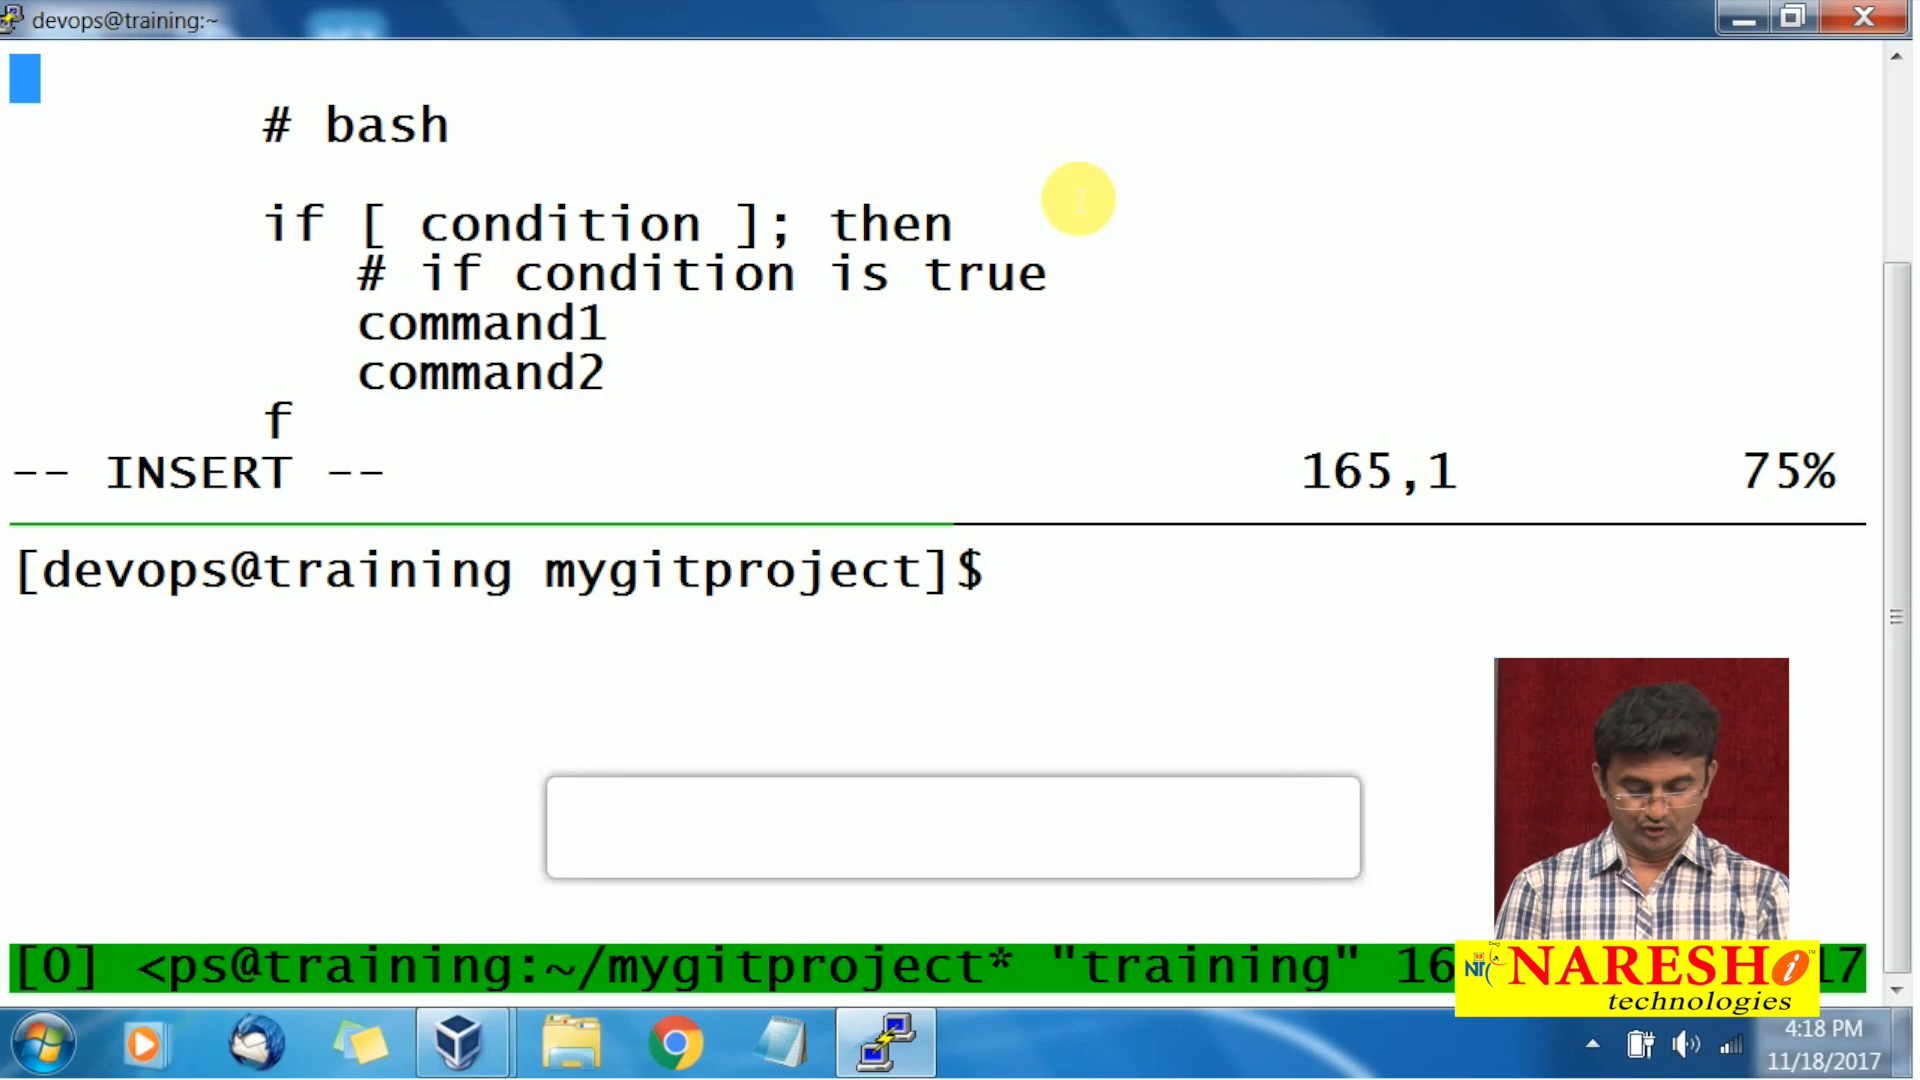 devops@training:~
# bash
if [ condition ]; then
# if condition is true
command1
command2
f
-- INSERT -- 165,1 75%
[devops@training mygitproject]$
[0] <ps@training:~/mygitproject* "training" 16 17
NARESH i
technologies
4:18 PM
11/18/2017